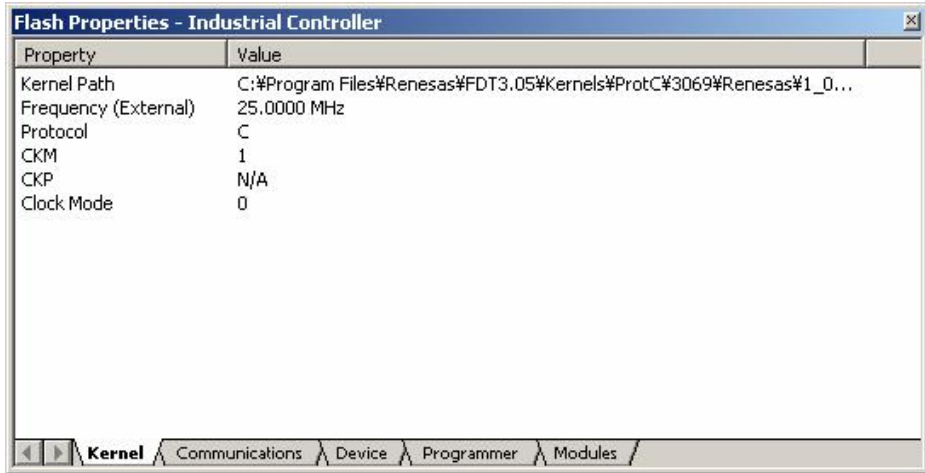 Flash Properties - Industrial Controller
Property Value
Kernel Path C:¥Program Files¥Renesas¥FDT3.05¥Kernels¥ProtC¥3069¥Renesas¥1_0...
Frequency (External) 25.0000 MHz
Protocol C
CKM 1
CKP N/A
Clock Mode 0
Kernel Communications Device Programmer Modules